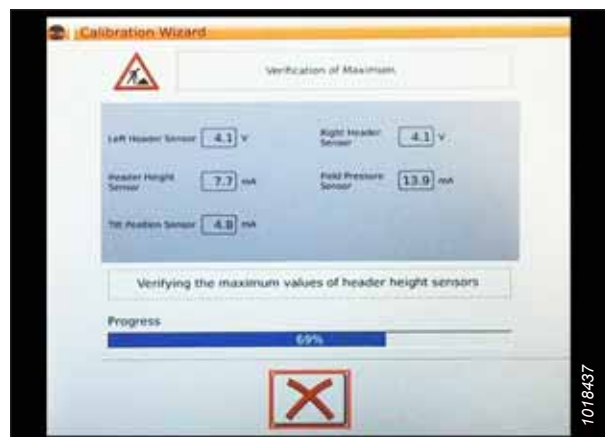 Calibration Wizard
Verification of Maximum
Left Header Sensor 4.1 V
Right Header Sensor 4.1 V
Header Height Sensor 7.7 mA
Field Pressure Sensor 13.9 mA
Tilt Position Sensor 4.8 mA
Verifying the maximum values of header height sensors
Progress
69%
1018437